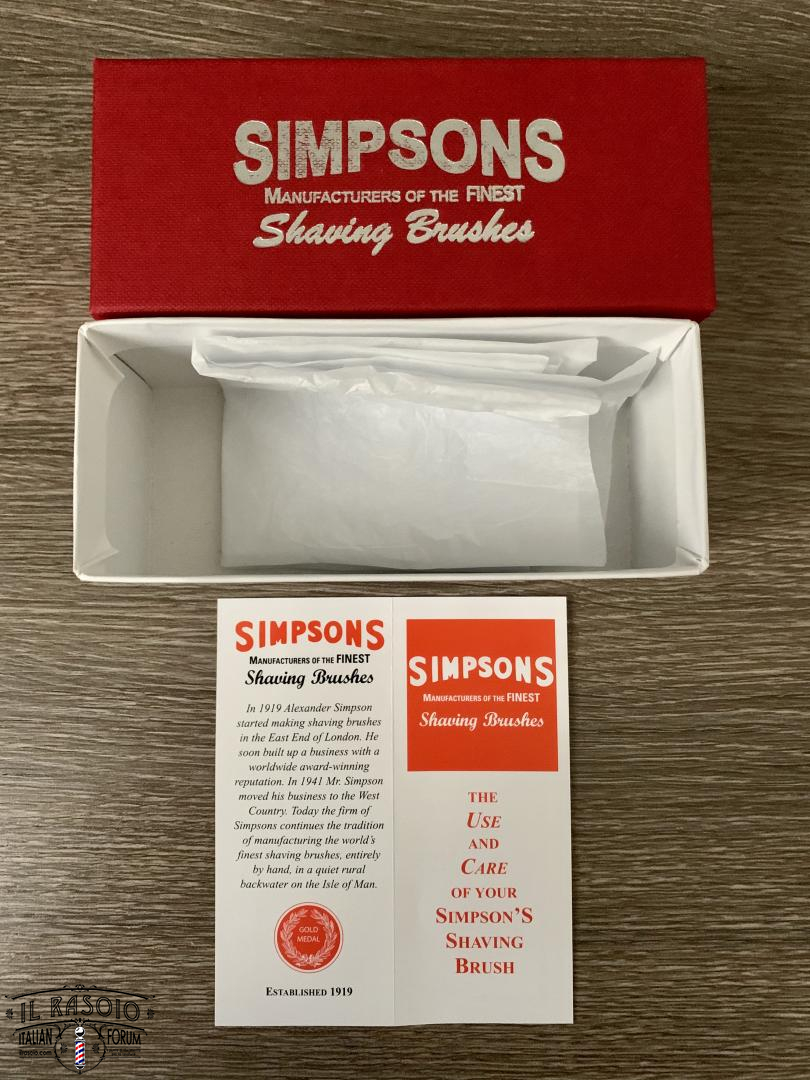 SIMPSONS
MANUFACTURERS OF THE FINEST
Shaving Brushes
SIMPSONS
MANUFACTURERS OF THE FINEST
Shaving Brushes
In 1919 Alexander Simpson
started making shaving brushes
in the East End of London. He
soon built up a business with a
worldwide award-winning
reputation. In 1941 Mr. Simpson
moved his business to the West
Country. Today the firm of
Simpsons continues the tradition
of manufacturing the world's
finest shaving brushes, entirely
by hand, in a quiet rural
backwater on the Isle of Man.
GOLD
MEDAL
ESTABLISHED 1919
SIMPSONS
MANUFACTURERS OF THE FINEST
Shaving Brushes
THE
USE
AND
CARE
OF YOUR
SIMPSON'S
SHAVING
BRUSH
IL RASOIO
ITALIAN FORUM